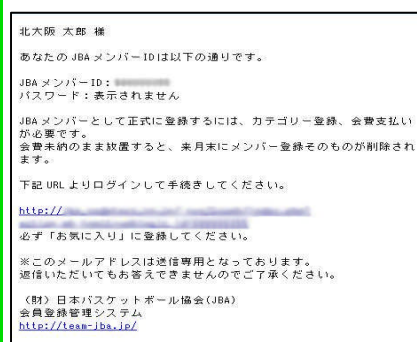 北大阪 太郎 様
あなたの JBA メンバーIDは以下の通りです。
JBA メンバーID：
パスワード：表示されません
JBA メンバーとして正式に登録するには、カテゴリー登録、会費支払い
が必要です。
会費未納のまま放置すると、来月末にメンバー登録そのものが削除され
ます。
下記 URL よりログインして手続きしてください。
http://
必ず「お気に入り」に登録してください。
※このメールアドレスは送信専用となっております。
返信いただいてもお答えできませんのでご了承ください。
（財）日本バスケットボール協会(JBA)
会員登録管理システム
http://team-jba.jp/